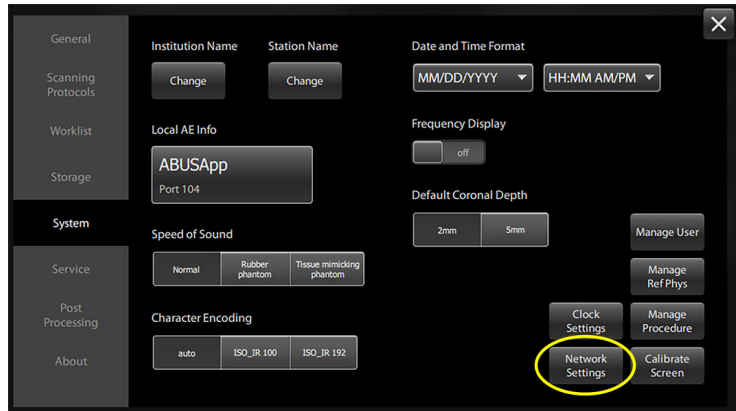 General
Scanning
Protocols
Worklist
Storage
System
Service
Post
Processing
About
Institution Name
Station Name
Change
Change
Local AE Info
ABUSApp
Port 104
Speed of Sound
Normal
Rubber
phantom
Tissue mimicking
phantom
Character Encoding
auto
ISO_IR 100
ISO_IR 192
Date and Time Format
MM/DD/YYYY
HH:MM AM/PM
Frequency Display
off
Default Coronal Depth
2mm
5mm
Manage User
Manage
Ref Phys
Clock
Settings
Manage
Procedure
Network
Settings
Calibrate
Screen